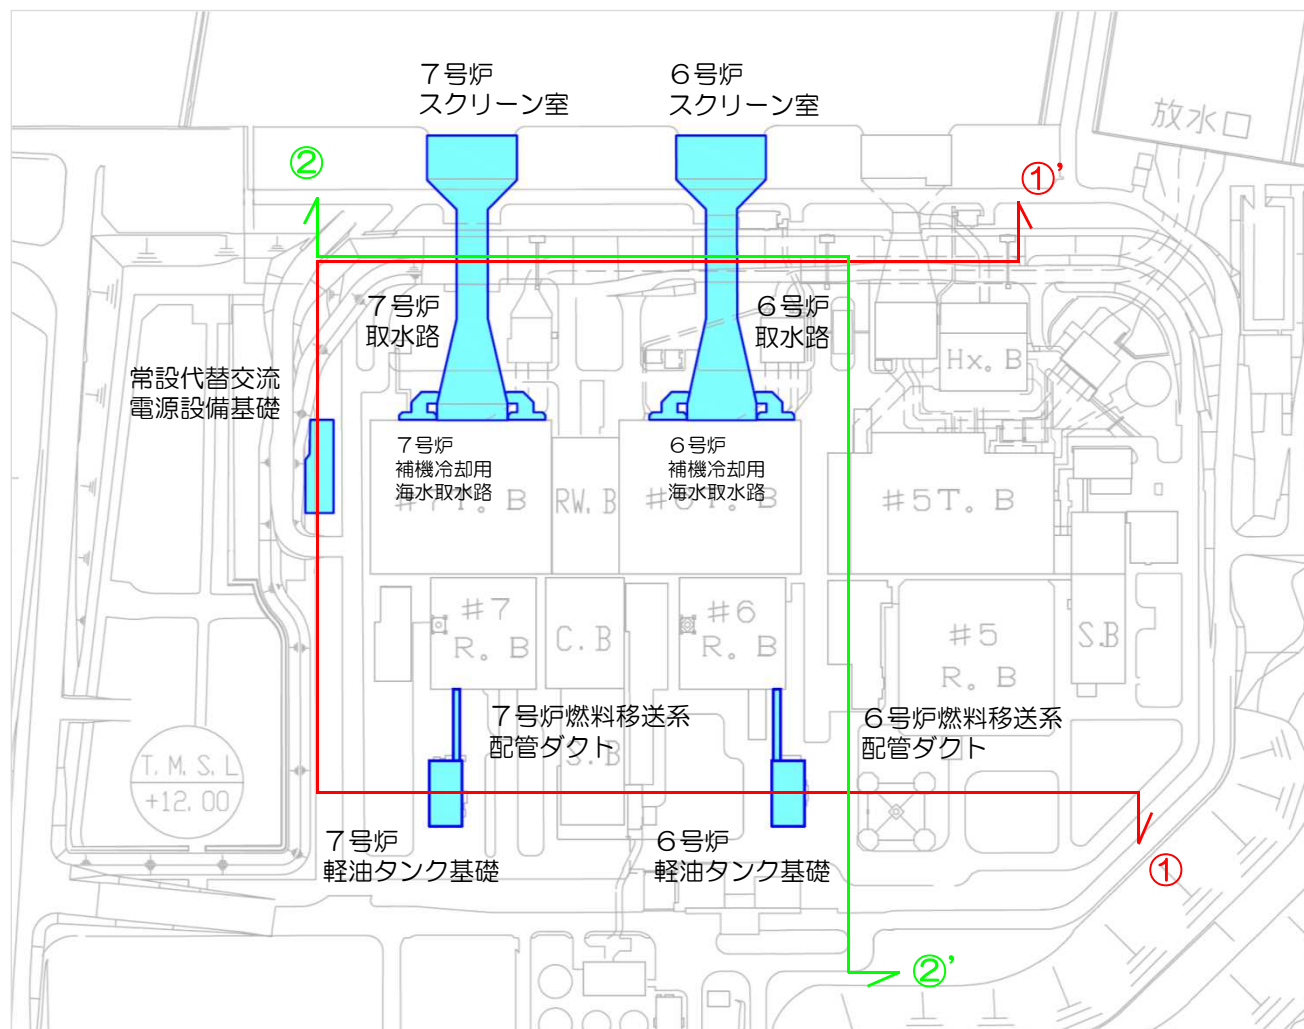 ７号炉
スクリーン室
６号炉
スクリーン室
放水口
②
①’
７号炉
取水路
６号炉
取水路
Hx. B
常設代替交流
電源設備基礎
７号炉
補機冷却用
海水取水路
６号炉
補機冷却用
海水取水路
#7T. B
RW. B
#6T. B
#5T. B
#7
R. B
C. B
#6
R. B
#5
R. B
S.B
７号炉燃料移送系
配管ダクト
S.B
６号炉燃料移送系
配管ダクト
T. M. S. L
+12. 00
７号炉
軽油タンク基礎
６号炉
軽油タンク基礎
①
②’